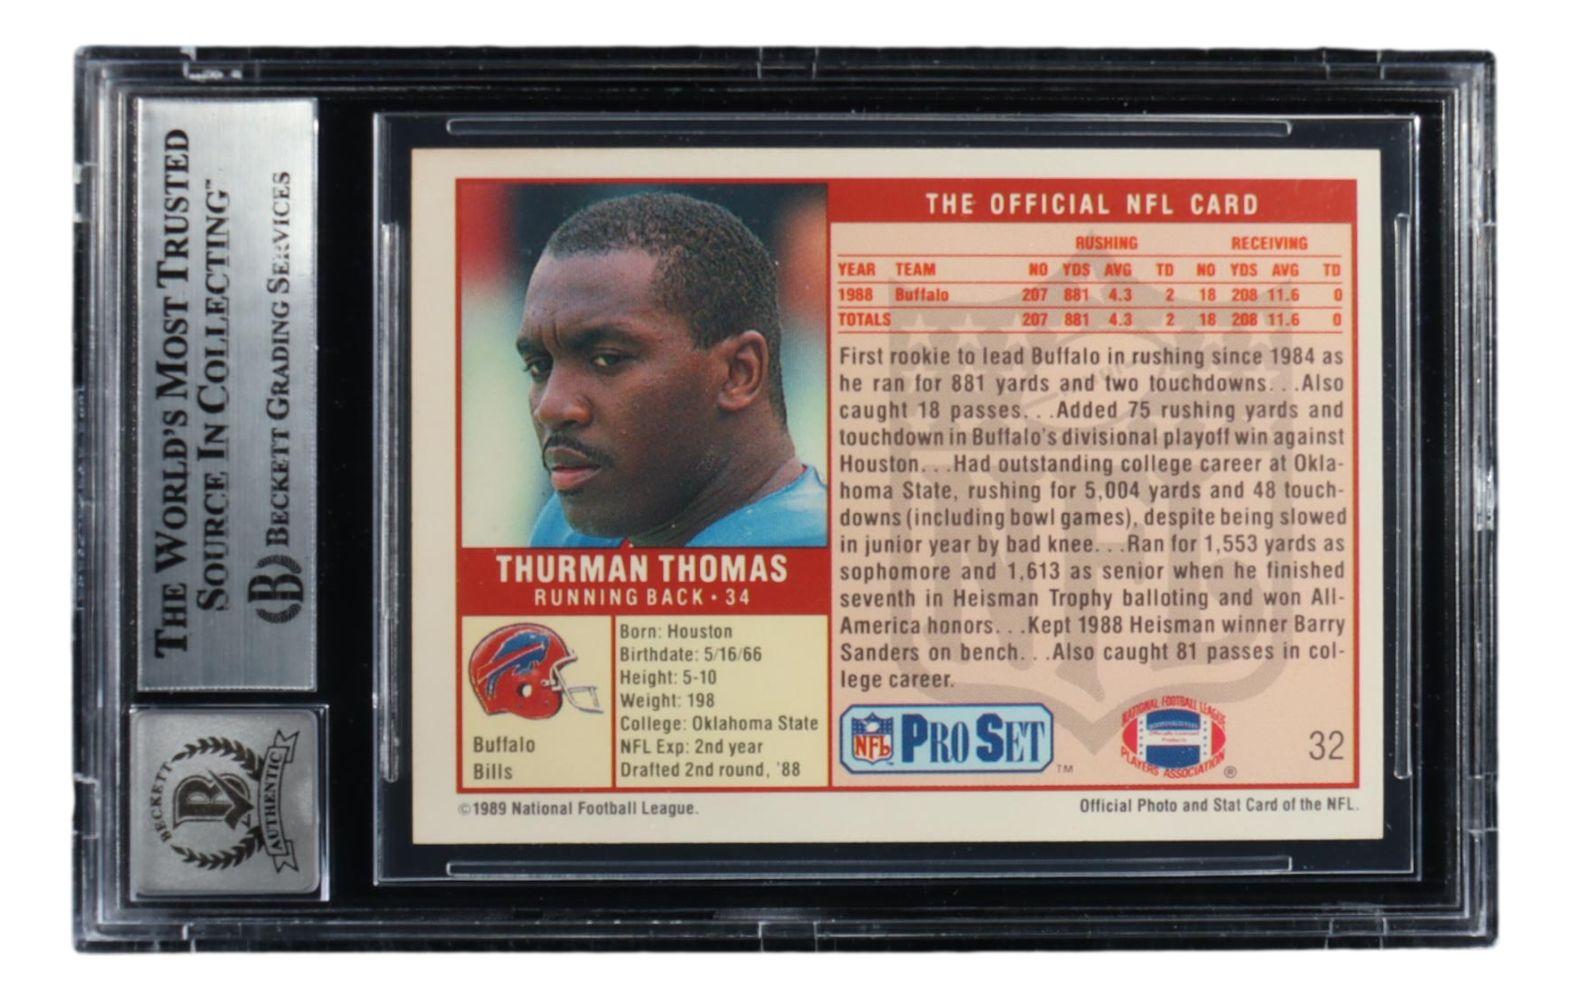 THE WORLD'S MOST TRUSTED
SOURCE IN COLLECTING™
BECKETT GRADING SERVICES
BECKETT
AUTHENTIC
THE OFFICIAL NFL CARD
RUSHING RECEIVING
YEAR TEAM NO YDS AVG TD NO YDS AVG TD
1988 Buffalo 207 881 4.3 2 18 208 11.6 0
TOTALS 207 881 4.3 2 18 208 11.6 0
First rookie to lead Buffalo in rushing since 1984 as
he ran for 881 yards and two touchdowns. . .Also
caught 18 passes. . .Added 75 rushing yards and
touchdown in Buffalo's divisional playoff win against
Houston. . .Had outstanding college career at Okla-
homa State, rushing for 5,004 yards and 48 touch-
downs (including bowl games), despite being slowed
in junior year by bad knee. . .Ran for 1,553 yards as
sophomore and 1,613 as senior when he finished
seventh in Heisman Trophy balloting and won All-
America honors. . .Kept 1988 Heisman winner Barry
Sanders on bench. . .Also caught 81 passes in col-
lege career.
THURMAN THOMAS
RUNNING BACK • 34
Buffalo
Bills
Born: Houston
Birthdate: 5/16/66
Height: 5-10
Weight: 198
College: Oklahoma State
NFL Exp: 2nd year
Drafted 2nd round, '88
NFL PRO SET ™
NATIONAL FOOTBALL LEAGUE
Officially Licensed
Products
PLAYERS ASSOCIATION ®
32
©1989 National Football League.
Official Photo and Stat Card of the NFL.